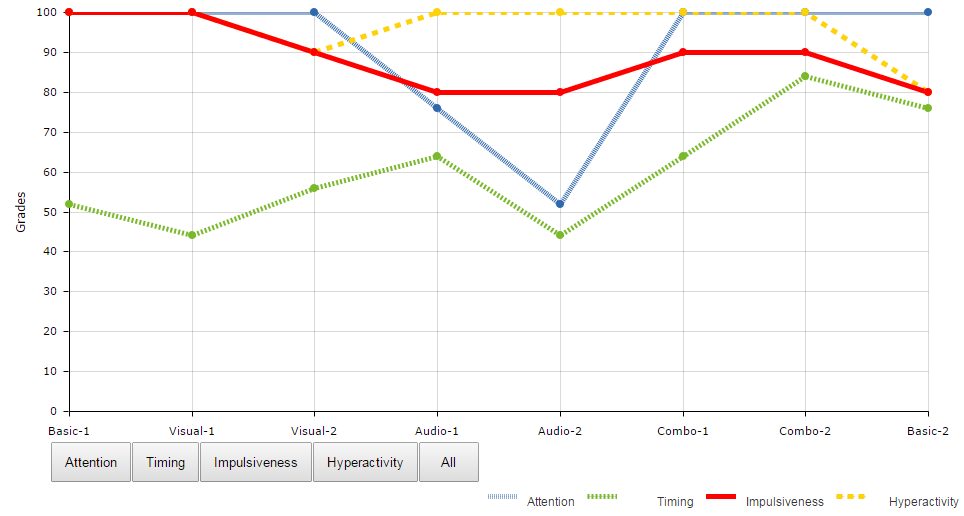 100
90
80
70
60
50
40
30
20
10
0
Grades
Basic-1 Visual-1 Visual-2 Audio-1 Audio-2 Combo-1 Combo-2 Basic-2
Attention Timing Impulsiveness Hyperactivity All
Attention Timing Impulsiveness Hyperactivity